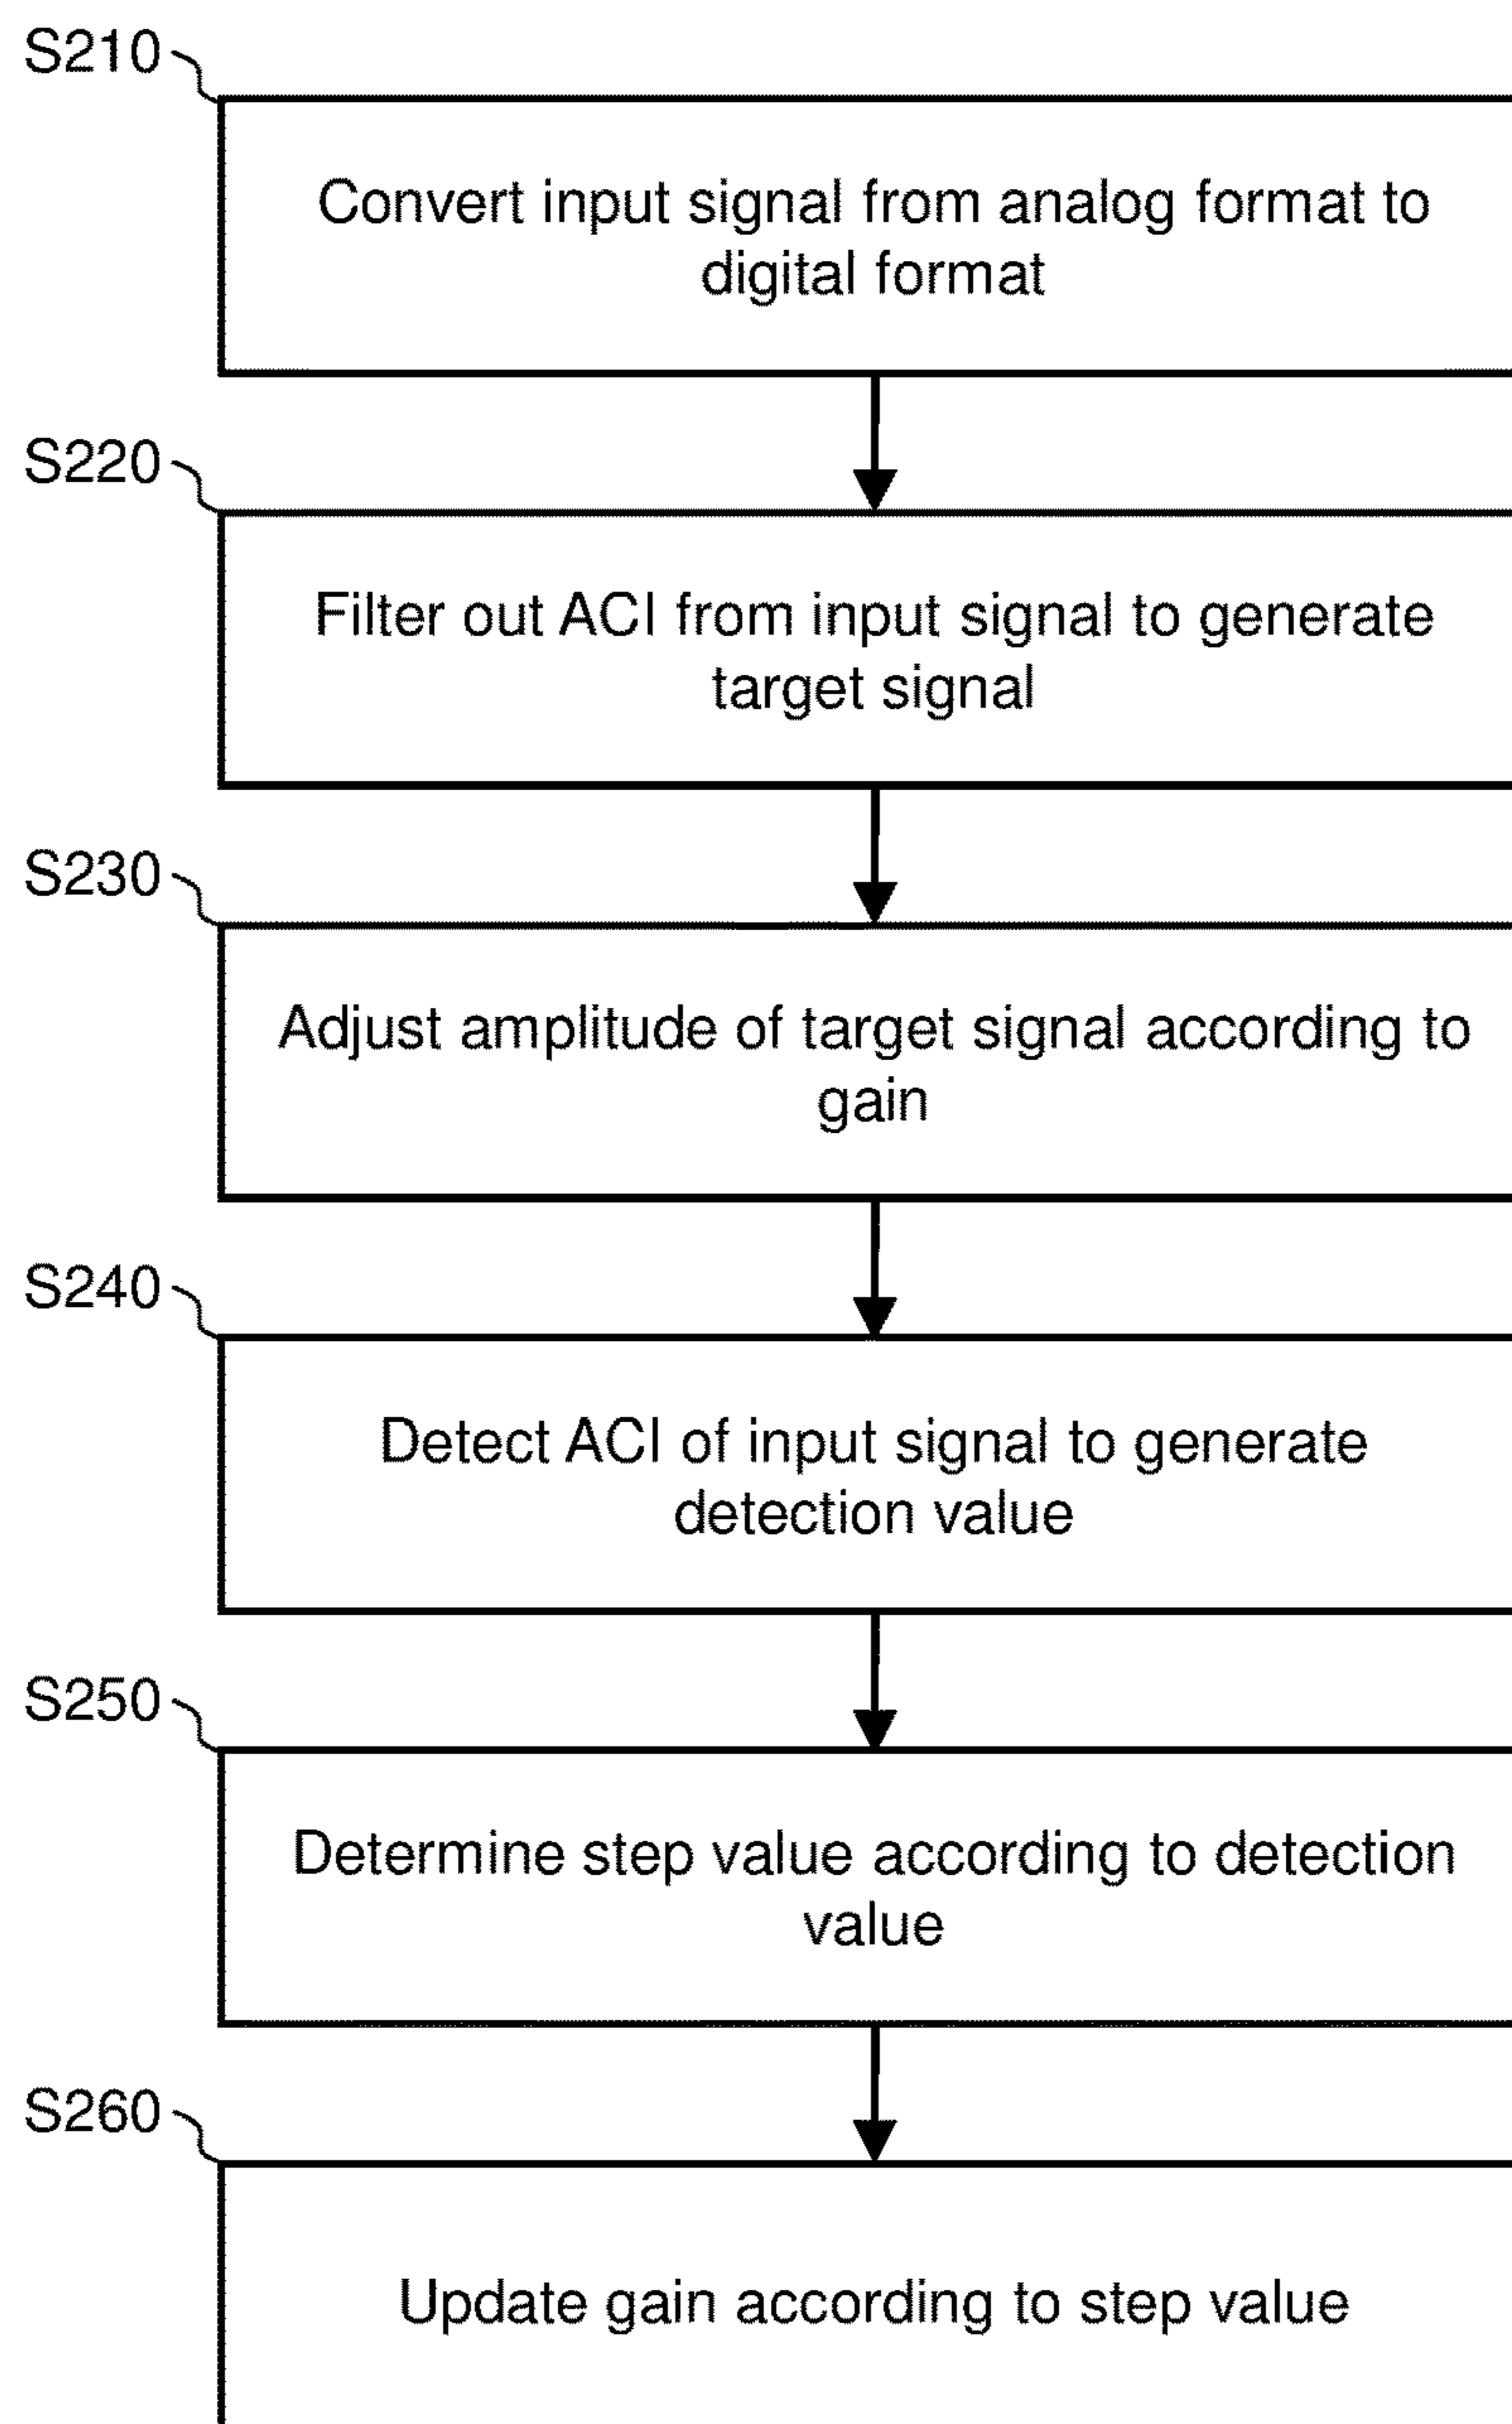 S210
Convert input signal from analog format to
digital format
S220
Filter out ACI from input signal to generate
target signal
S230
Adjust amplitude of target signal according to
gain
S240
Detect ACI of input signal to generate
detection value
S250
Determine step value according to detection
value
S260
Update gain according to step value